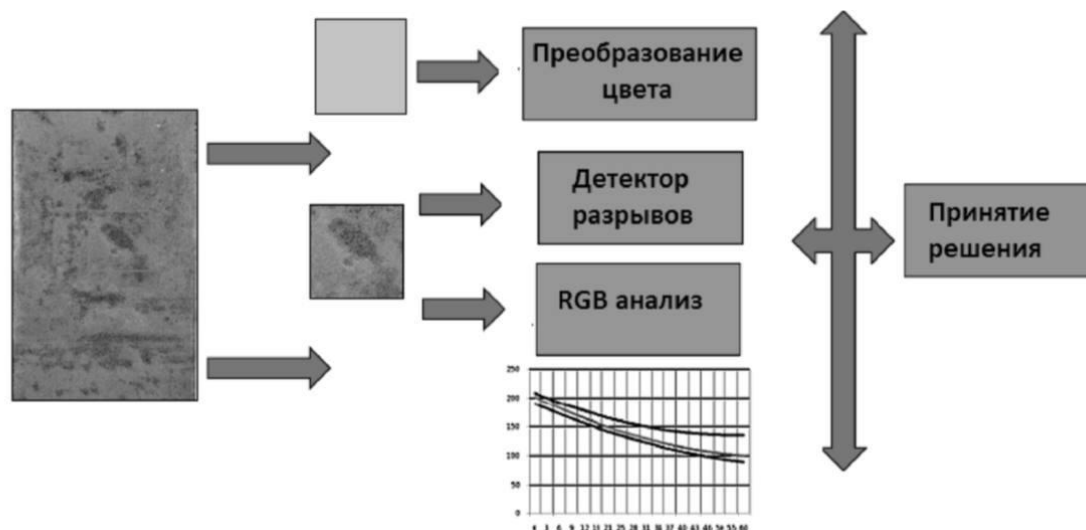 Преобразование
цвета
Детектор
разрывов
Принятие
решения
RGB анализ
250
200
150
100
50
0